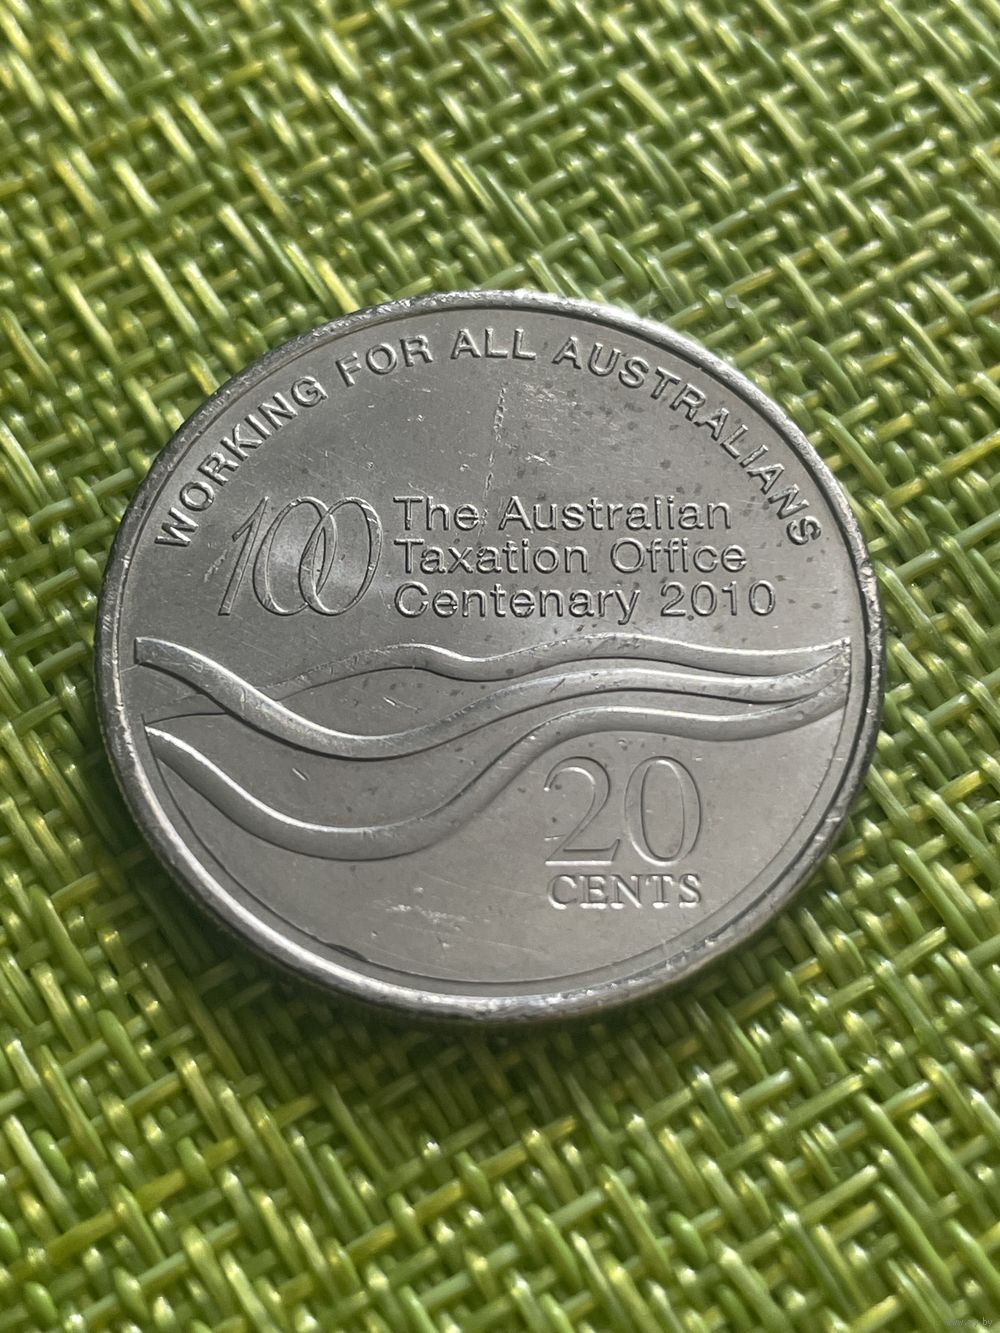 WORKING FOR ALL AUSTRALIANS
100 The Australian
Taxation Office
Centenary 2010
20
CENTS